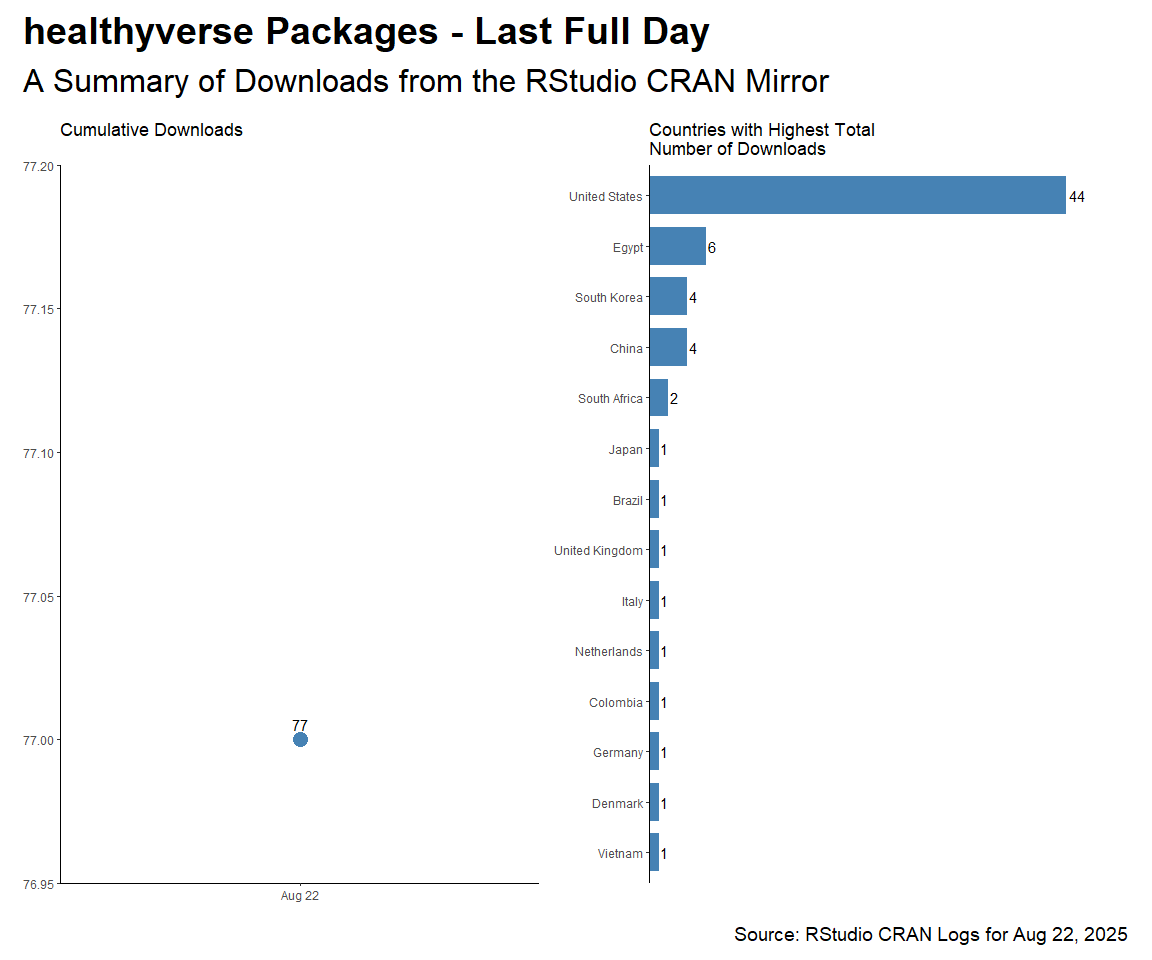 healthyverse Packages - Last Full Day
A Summary of Downloads from the RStudio CRAN Mirror
Cumulative Downloads
77.20
77.15
77.10
77.05
77.00
76.95
77
Aug 22
Countries with Highest Total
Number of Downloads
United States 44
Egypt 6
South Korea 4
China 4
South Africa 2
Japan 1
Brazil 1
United Kingdom 1
Italy 1
Netherlands 1
Colombia 1
Germany 1
Denmark 1
Vietnam 1
Source: RStudio CRAN Logs for Aug 22, 2025